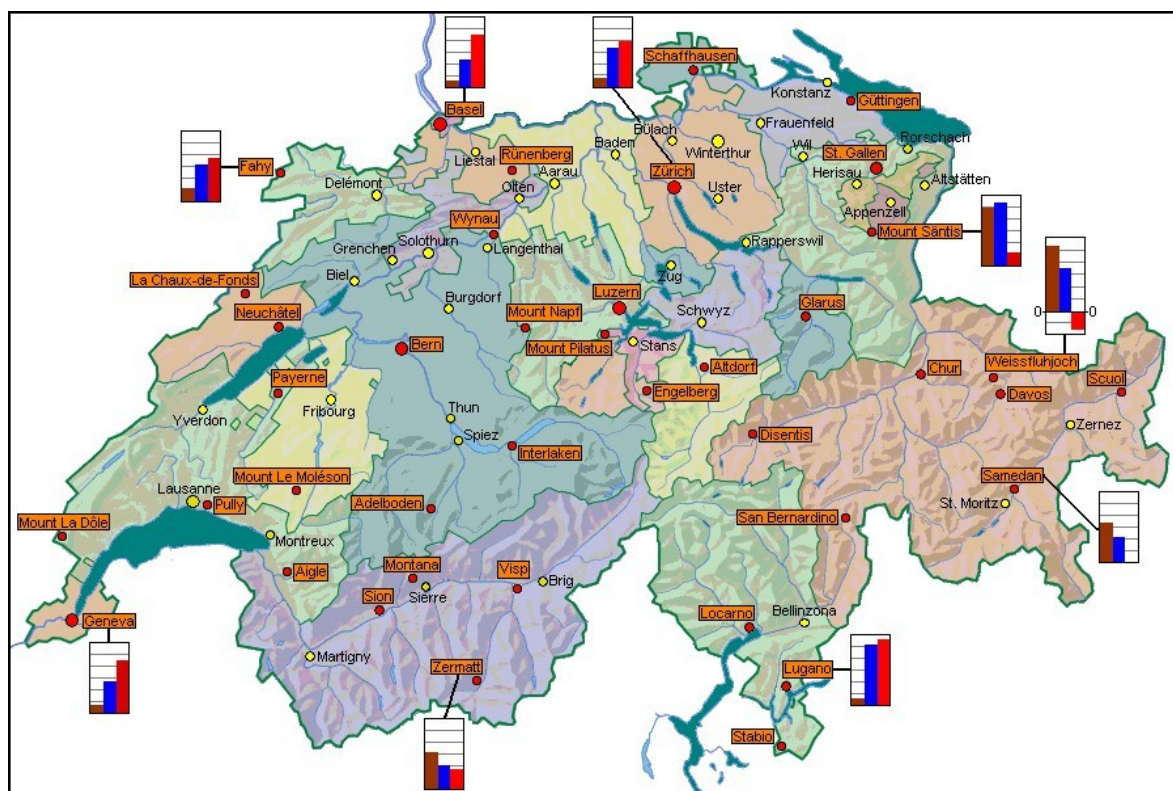 Schaffhausen
Konstanz
Güttingen
Basel
Frauenfeld
Bülach
Rorschach
Winterthur
Baden
Wil
St. Gallen
Liestal
Rünenberg
Fahy
Aarau
Zürich
Herisau
Altstätten
Delémont
Olten
Uster
Appenzell
Wynau
Mount Säntis
Solothurn
Grenchen
Langenthal
Rapperswil
Biel
Zug
La Chaux-de-Fonds
Burgdorf
Luzern
Glarus
Neuchâtel
Mount Napf
Schwyz
0 0
Bern
Stans
Mount Pilatus
Weissfluhjoch
Altdorf
Chur
Scuol
Payerne
Engelberg
Davos
Fribourg
Yverdon
Thun
Zernez
Spiez
Disentis
Interlaken
Mount Le Moléson
Samedan
Lausanne
Pully
Adelboden
St. Moritz
San Bernardino
Mount La Dôle
Montreux
Aigle
Montana
Visp
Brig
Sierre
Sion
Locarno
Bellinzona
Geneva
Martigny
Zermatt
Lugano
Stabio